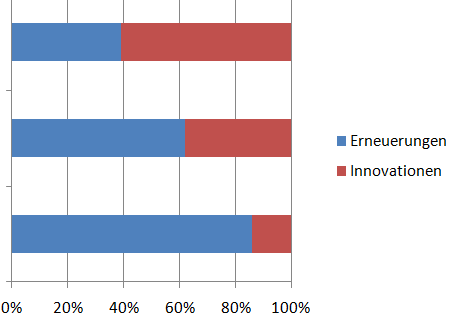 Erneuerungen
Innovationen
0% 20% 40% 60% 80% 100%